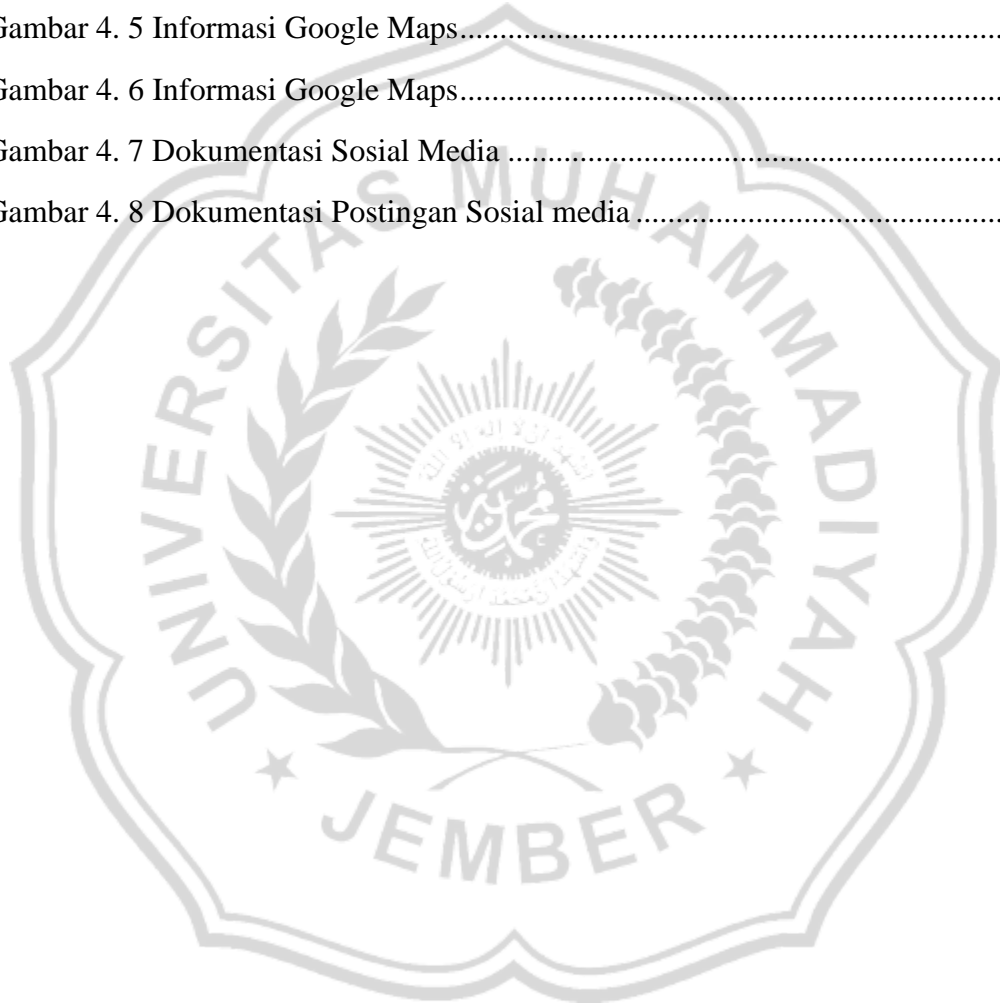 Gambar 4. 5 Informasi Google Maps..............................................................
Gambar 4. 6 Informasi Google Maps..............................................................
Gambar 4. 7 Dokumentasi Sosial Media ........................................................
Gambar 4. 8 Dokumentasi Postingan Sosial media ..........................................
UNIVERSITAS MUHAMMADIYAH
JEMBER